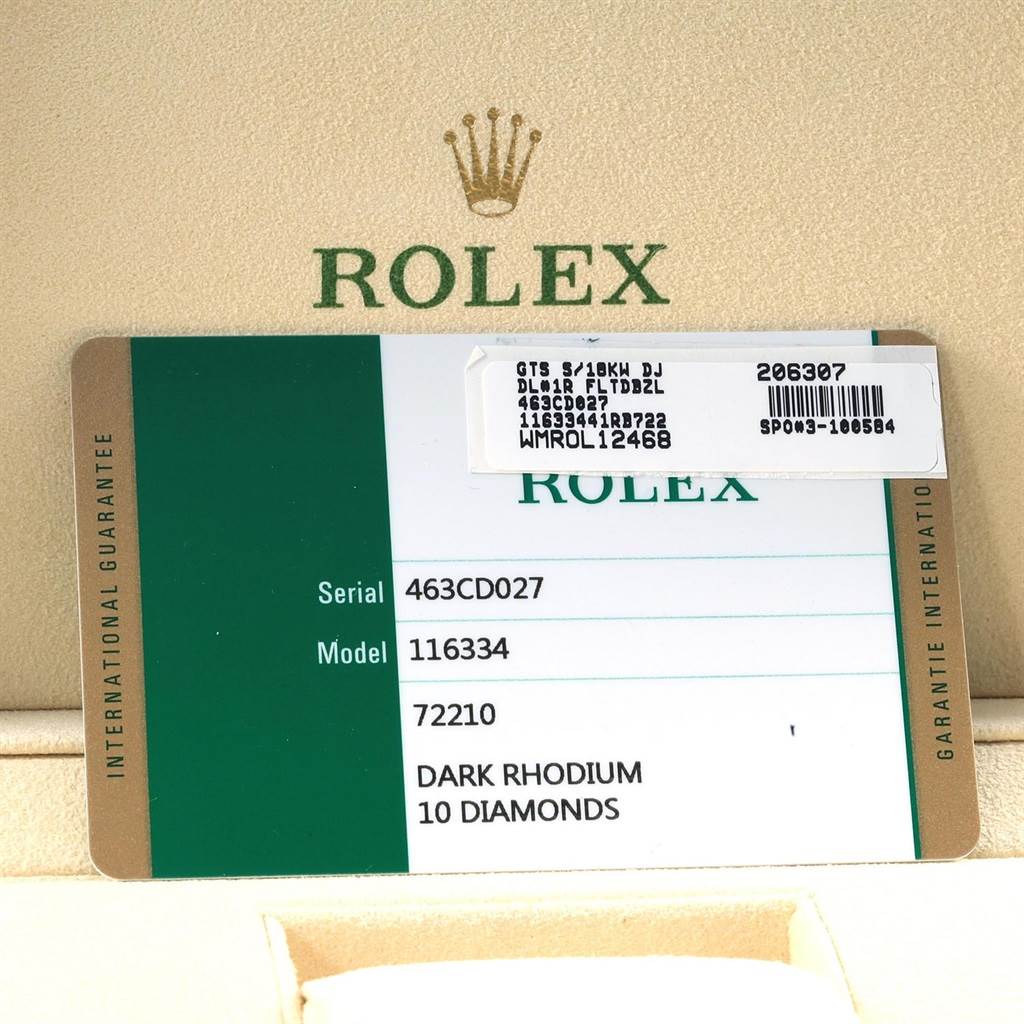 ROLEX
GTS S/18KW DJ
DL#1R FLTDBZL
463CD027
11633441RB722
WMROL12468
206307
SPO#3-100584
ROLEX
INTERNATIONAL GUARANTEE
Serial 463CD027
Model 116334
72210
DARK RHODIUM
10 DIAMONDS
GARANTIE INTERNATIO